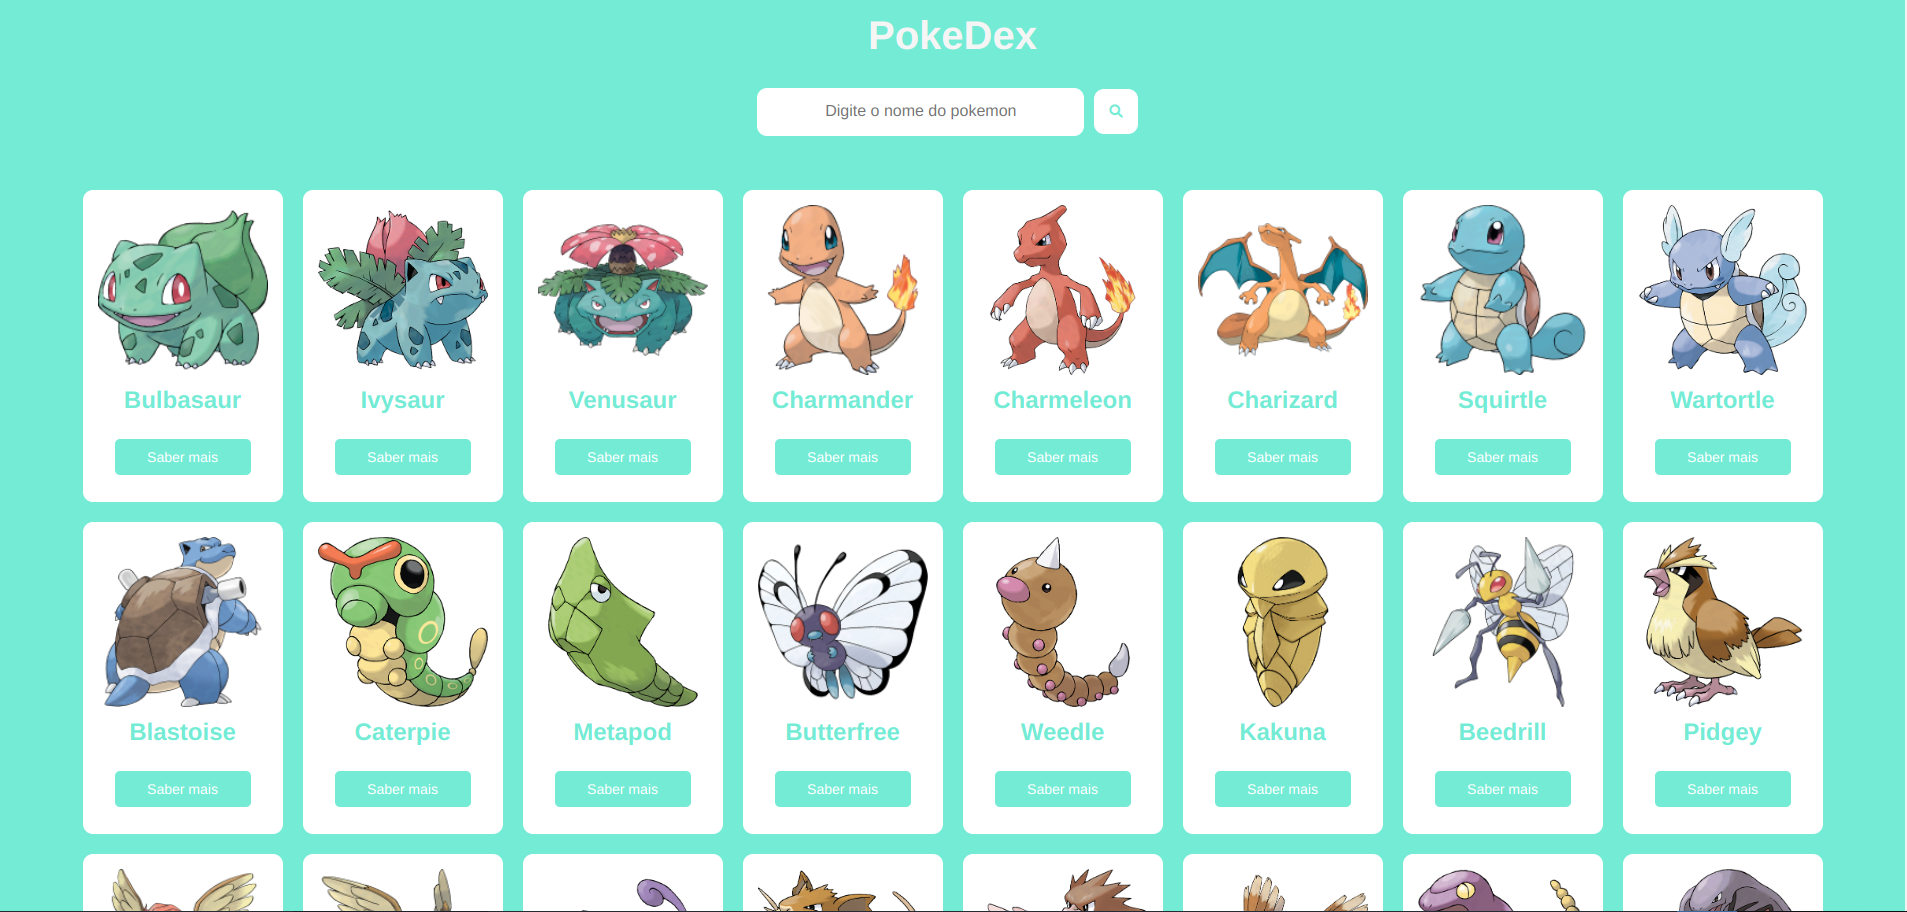 PokeDex
Digite o nome do pokemon
Bulbasaur Ivysaur Venusaur Charmander Charmeleon Charizard Squirtle Wartortle
Saber mais Saber mais Saber mais Saber mais Saber mais Saber mais Saber mais Saber mais
Blastoise Caterpie Metapod Butterfree Weedle Kakuna Beedrill Pidgey
Saber mais Saber mais Saber mais Saber mais Saber mais Saber mais Saber mais Saber mais